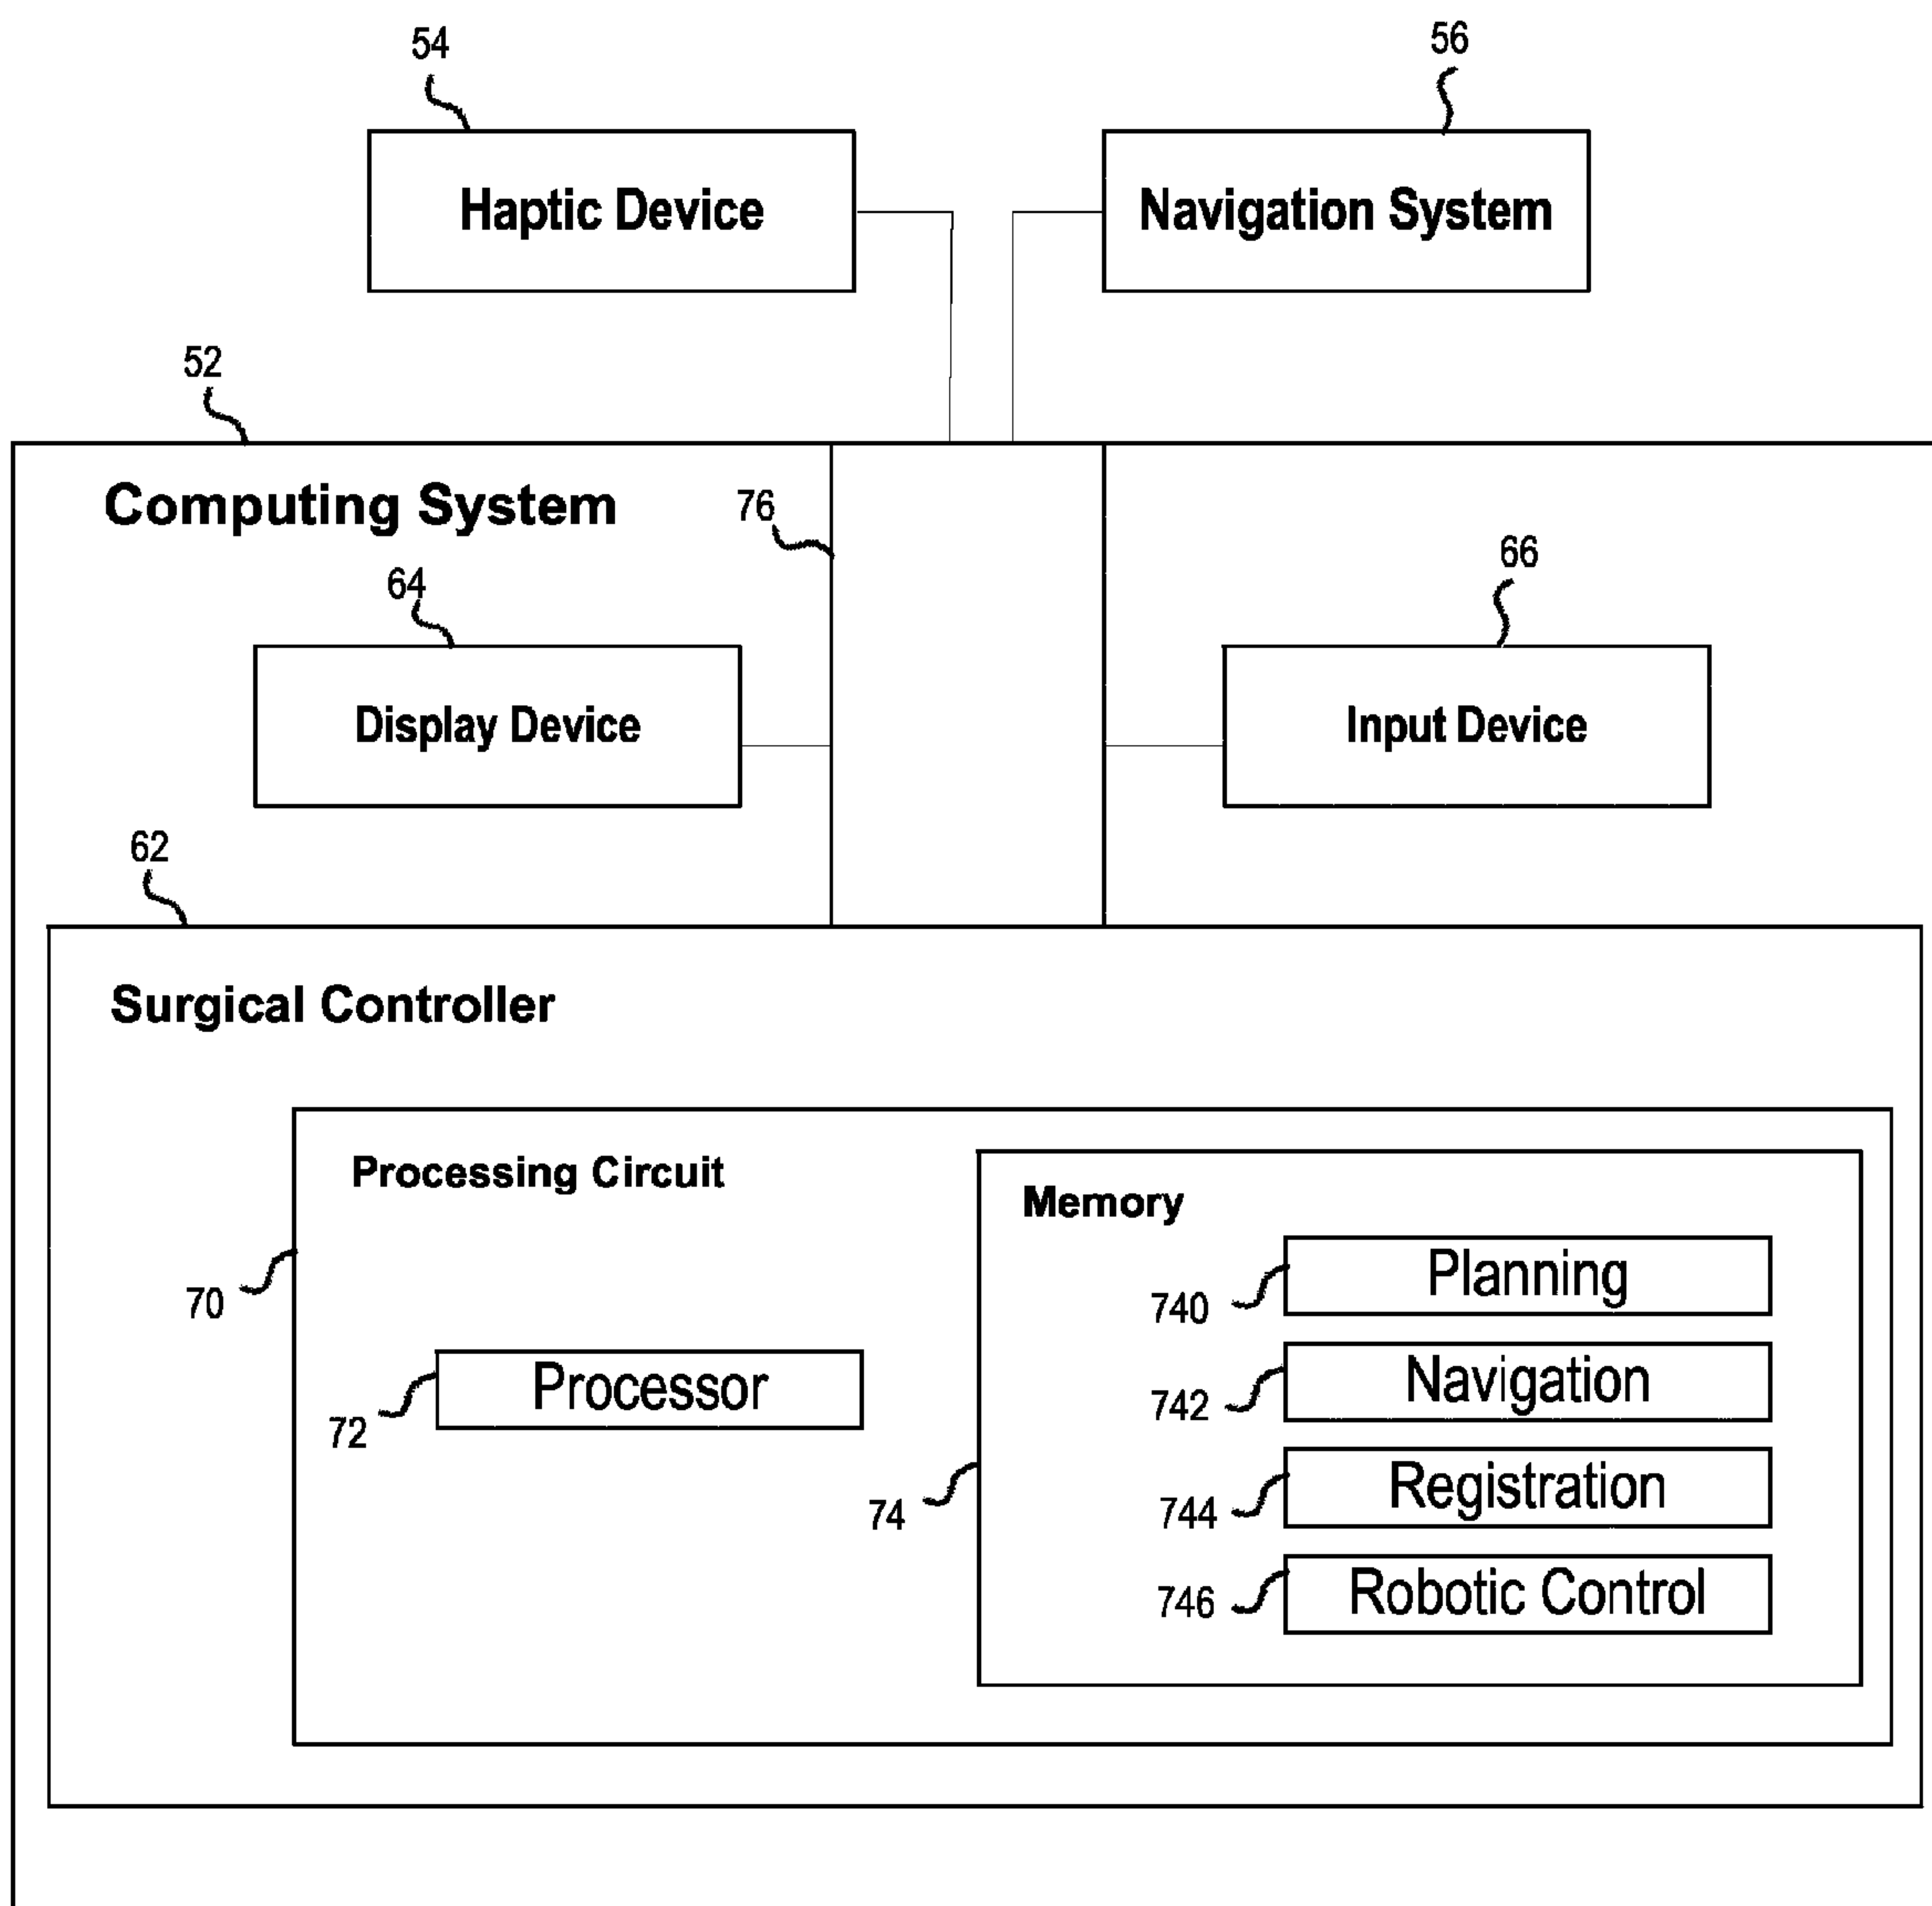 54
56
Haptic Device
Navigation System
52
Computing System
76
64
66
Display Device
Input Device
62
Surgical Controller
Processing Circuit
Memory
70
740
Planning
72
Processor
742
Navigation
74
744
Registration
746
Robotic Control